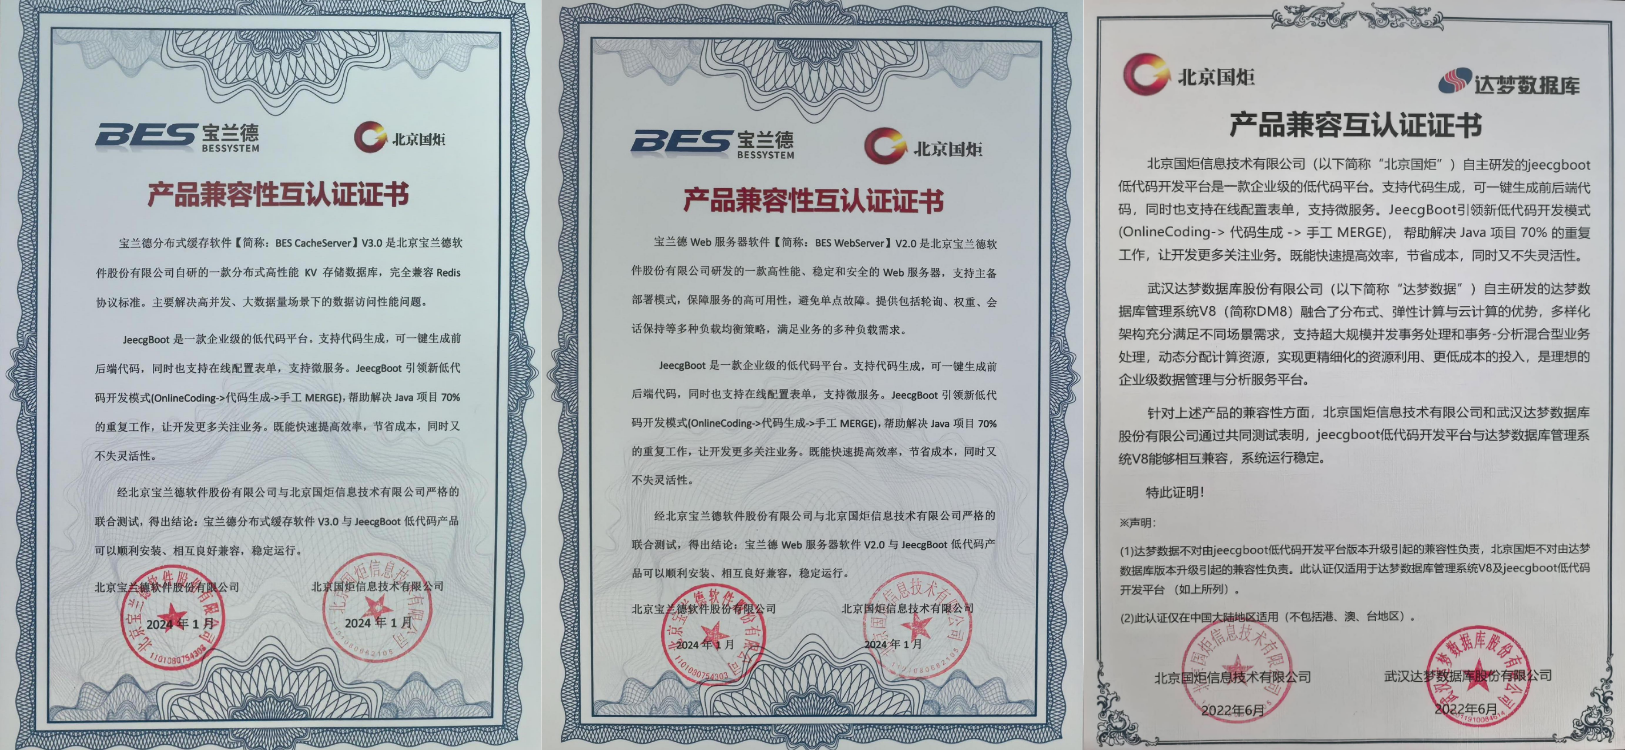 BES 宝兰德
BESSYSTEM
北京国炬
产品兼容性互认证证书
宝兰德分布式缓存软件【简称：BES CacheServer】V3.0 是北京宝兰德软
件股份有限公司自研的一款分布式高性能 KV 存储数据库，完全兼容 Redis
协议标准。主要解决高并发、大数据量场景下的数据访问性能问题。
JeecgBoot 是一款企业级的低代码平台。支持代码生成，可一键生成前
后端代码，同时也支持在线配置表单，支持微服务。JeecgBoot 引领新低代
码开发模式(OnlineCoding->代码生成->手工 MERGE)，帮助解决 Java 项目 70%
的重复工作，让开发更多关注业务。既能快速提高效率，节省成本，同时又
不失灵活性。
经北京宝兰德软件股份有限公司与北京国炬信息技术有限公司严格的
联合测试，得出结论：宝兰德分布式缓存软件 V3.0 与 JeecgBoot 低代码产品
可以顺利安装、相互良好兼容，稳定运行。
北京宝兰德软件股份有限公司
北京国炬信息技术有限公司
2024 年 1 月
2024 年 1 月
BES 宝兰德
BESSYSTEM
北京国炬
产品兼容性互认证证书
宝兰德 Web 服务器软件【简称：BES WebServer】V2.0 是北京宝兰德软
件股份有限公司研发的一款高性能、稳定和安全的 Web 服务器，支持主备
部署模式，保障服务的高可用性，避免单点故障。提供包括轮询、权重、会
话保持等多种负载均衡策略，满足业务的多种负载需求。
JeecgBoot 是一款企业级的低代码平台。支持代码生成，可一键生成前
后端代码，同时也支持在线配置表单，支持微服务。JeecgBoot 引领新低代
码开发模式(OnlineCoding->代码生成->手工 MERGE)，帮助解决 Java 项目 70%
的重复工作，让开发更多关注业务。既能快速提高效率，节省成本，同时又
不失灵活性。
经北京宝兰德软件股份有限公司与北京国炬信息技术有限公司严格的
联合测试，得出结论：宝兰德 Web 服务器软件 V2.0 与 JeecgBoot 低代码产
品可以顺利安装、相互良好兼容，稳定运行。
北京宝兰德软件股份有限公司
北京国炬信息技术有限公司
2024 年 1 月
2024 年 1 月
北京国炬
达梦数据库
产品兼容互认证证书
北京国炬信息技术有限公司（以下简称“北京国炬”）自主研发的jeecgboot
低代码开发平台是一款企业级的低代码平台。支持代码生成，可一键生成前后端代
码，同时也支持在线配置表单，支持微服务。JeecgBoot引领新低代码开发模式
(OnlineCoding-> 代码生成 -> 手工 MERGE)， 帮助解决 Java 项目 70% 的重复
工作，让开发更多关注业务。既能快速提高效率，节省成本，同时又不失灵活性。
武汉达梦数据库股份有限公司（以下简称“达梦数据”）自主研发的达梦数
据库管理系统V8（简称DM8）融合了分布式、弹性计算与云计算的优势，多样化
架构充分满足不同场景需求，支持超大规模并发事务处理和事务-分析混合型业务
处理，动态分配计算资源，实现更精细化的资源利用、更低成本的投入，是理想的
企业级数据管理与分析服务平台。
针对上述产品的兼容性方面，北京国炬信息技术有限公司和武汉达梦数据库
股份有限公司通过共同测试表明，jeecgboot低代码开发平台与达梦数据库管理系
统V8能够相互兼容，系统运行稳定。
特此证明！
※声明：
(1)达梦数据不对由jeecgboot低代码开发平台版本升级引起的兼容性负责，北京国炬不对由达梦
数据库版本升级引起的兼容性负责。此认证仅适用于达梦数据库管理系统V8及jeecgboot低代码
开发平台 （如上所列）。
(2)此认证仅在中国大陆地区适用（不包括港、澳、台地区）。
北京国炬信息技术有限公司
武汉达梦数据库股份有限公司
2022年6月
2022年6月